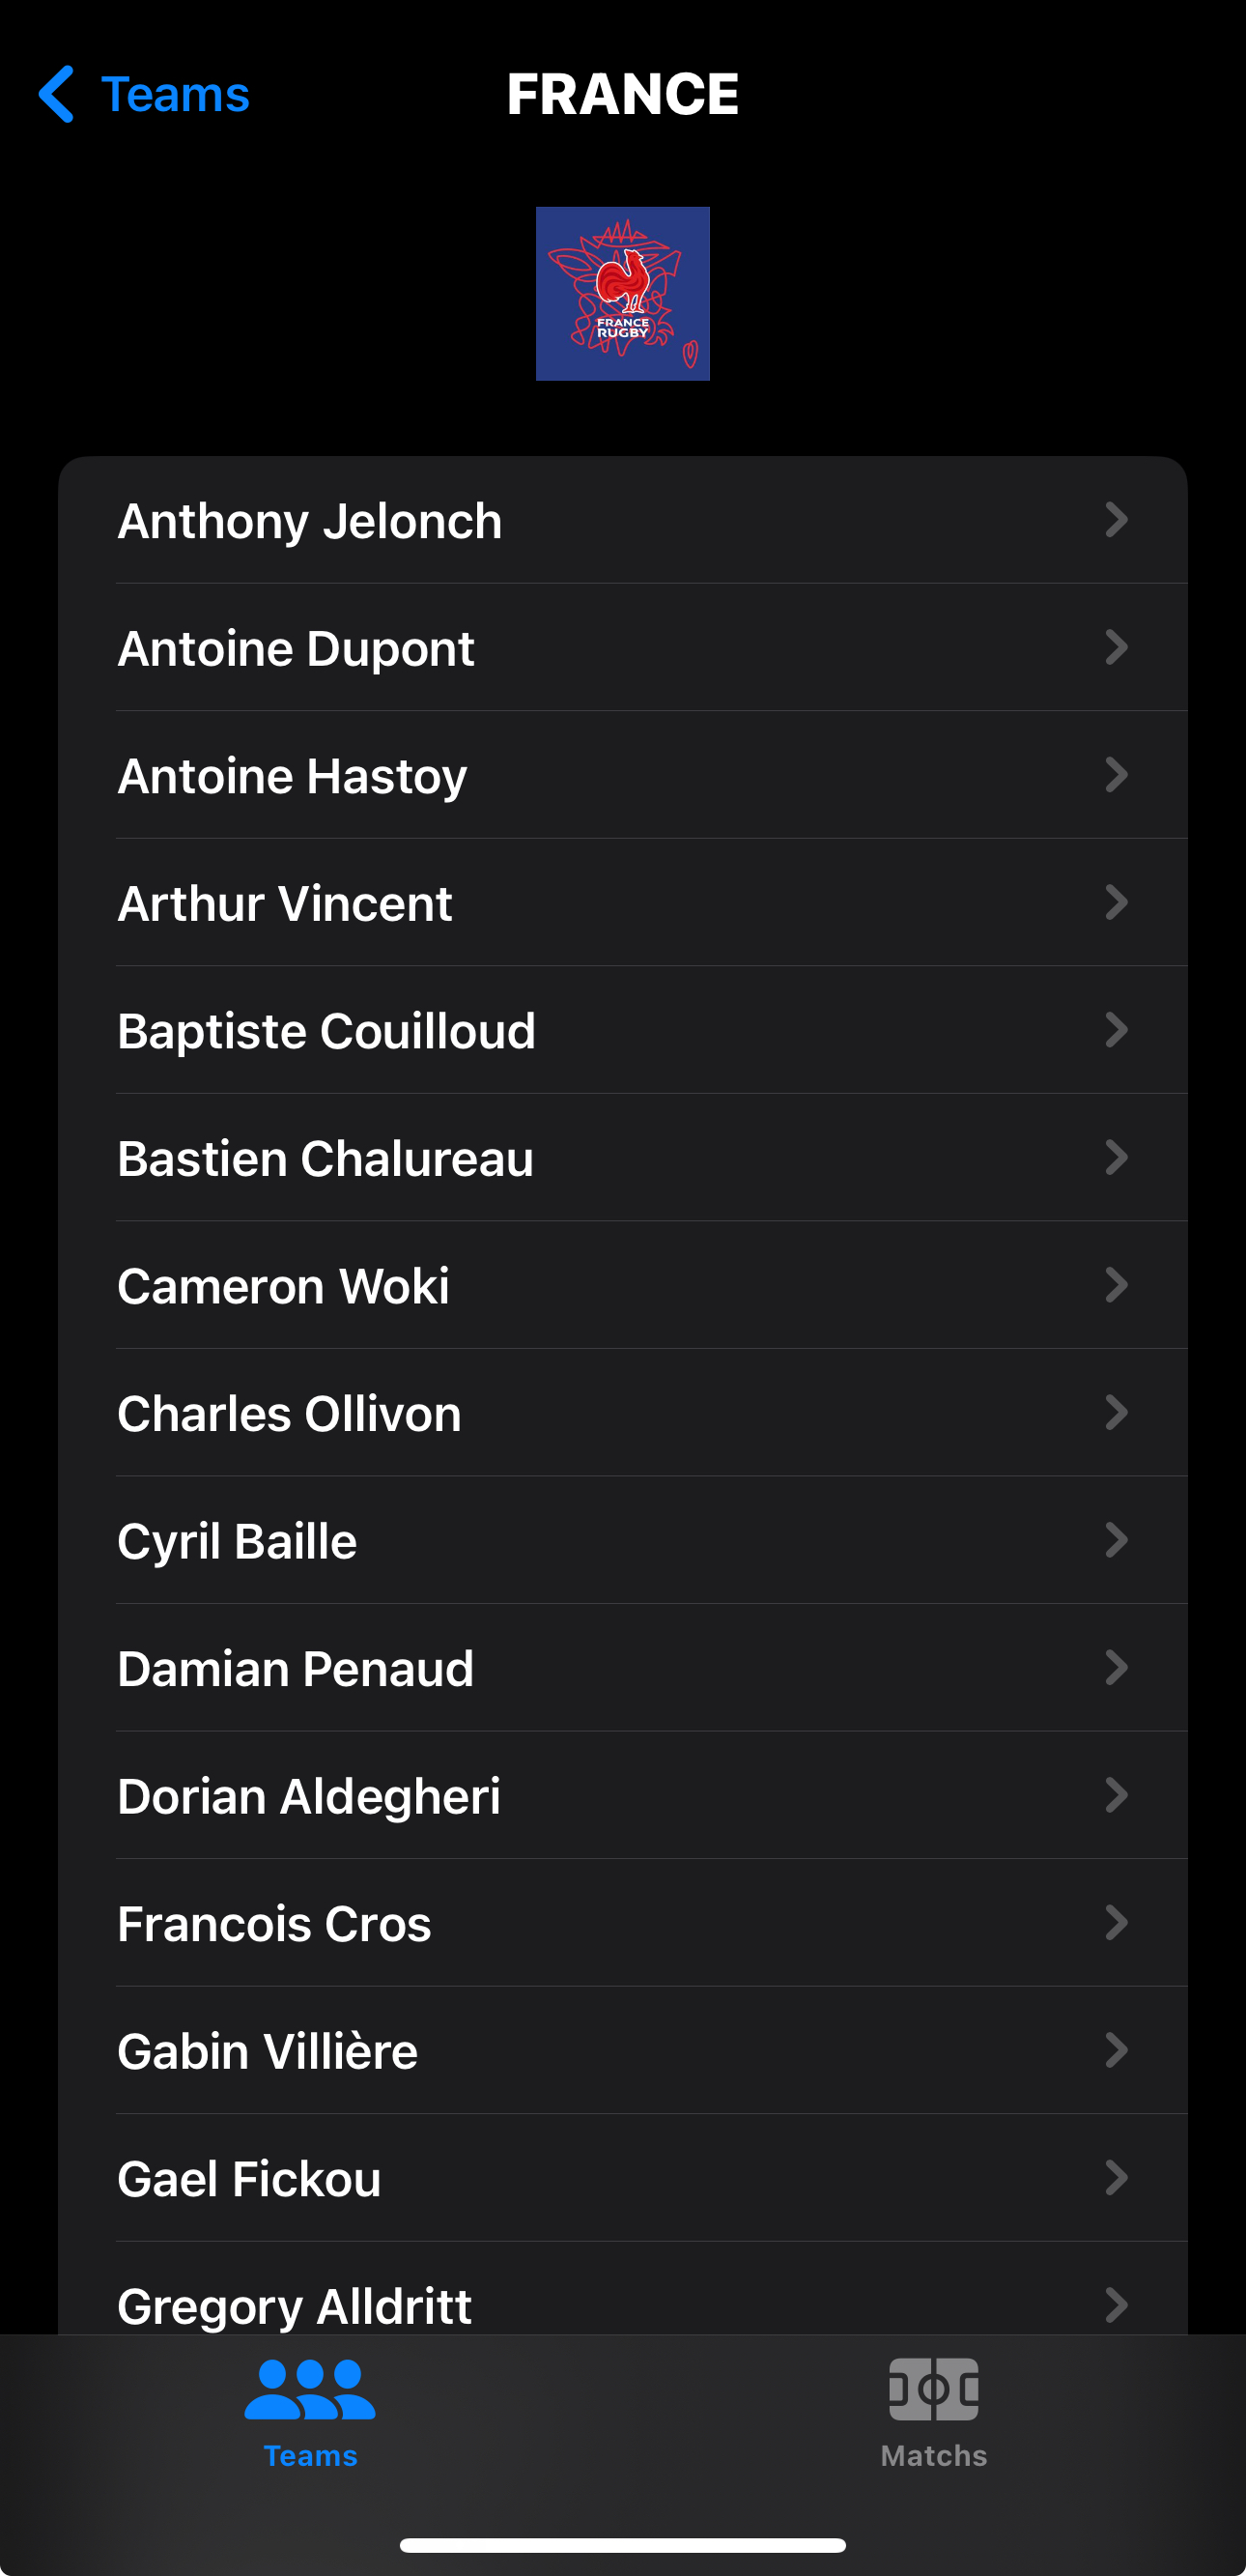 Teams
FRANCE
FRANCE
RUGBY
Anthony Jelonch
Antoine Dupont
Antoine Hastoy
Arthur Vincent
Baptiste Couilloud
Bastien Chalureau
Cameron Woki
Charles Ollivon
Cyril Baille
Damian Penaud
Dorian Aldegheri
Francois Cros
Gabin Villière
Gael Fickou
Gregory Alldritt
Teams
Matchs